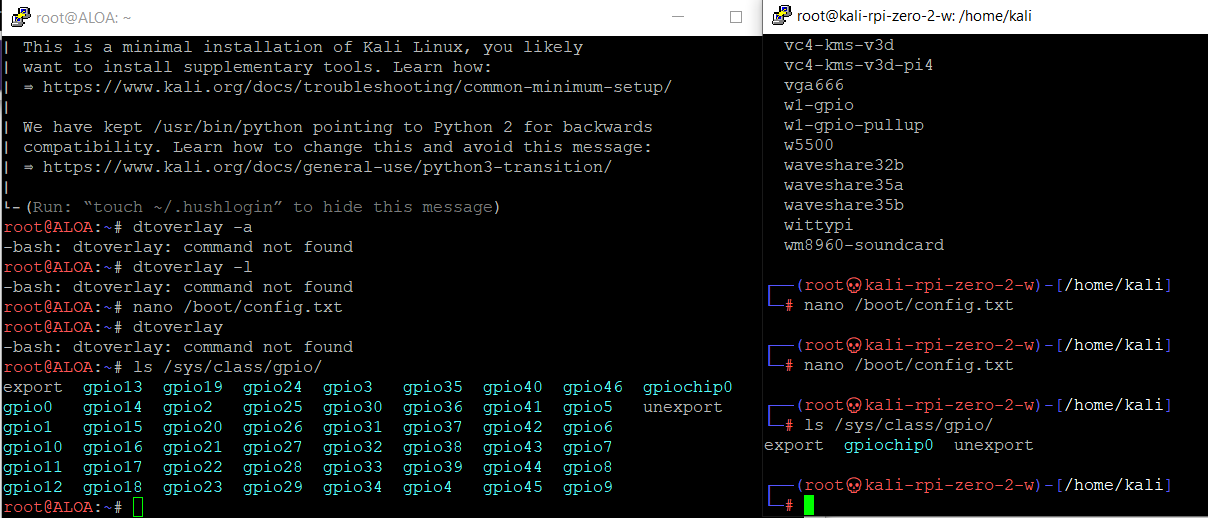 root@ALOA: ~
| This is a minimal installation of Kali Linux, you likely
| want to install supplementary tools. Learn how:
| ⇒ https://www.kali.org/docs/troubleshooting/common-minimum-setup/
|
| We have kept /usr/bin/python pointing to Python 2 for backwards
| compatibility. Learn how to change this and avoid this message:
| ⇒ https://www.kali.org/docs/general-use/python3-transition/
|
└─(Run: “touch ~/.hushlogin” to hide this message)
root@ALOA:~# dtoverlay -a
-bash: dtoverlay: command not found
root@ALOA:~# dtoverlay -l
-bash: dtoverlay: command not found
root@ALOA:~# nano /boot/config.txt
root@ALOA:~# dtoverlay
-bash: dtoverlay: command not found
root@ALOA:~# ls /sys/class/gpio/
export gpio13 gpio19 gpio24 gpio3 gpio35 gpio40 gpio46 gpiochip0
gpio0 gpio14 gpio2 gpio25 gpio30 gpio36 gpio41 gpio5 unexport
gpio1 gpio15 gpio20 gpio26 gpio31 gpio37 gpio42 gpio6
gpio10 gpio16 gpio21 gpio27 gpio32 gpio38 gpio43 gpio7
gpio11 gpio17 gpio22 gpio28 gpio33 gpio39 gpio44 gpio8
gpio12 gpio18 gpio23 gpio29 gpio34 gpio4 gpio45 gpio9
root@ALOA:~#
root@kali-rpi-zero-2-w: /home/kali
vc4-kms-v3d
vc4-kms-v3d-pi4
vga666
w1-gpio
w1-gpio-pullup
w5500
waveshare32b
waveshare35a
waveshare35b
wittypi
wm8960-soundcard
┌──(root💀kali-rpi-zero-2-w)-[/home/kali]
└─# nano /boot/config.txt
┌──(root💀kali-rpi-zero-2-w)-[/home/kali]
└─# nano /boot/config.txt
┌──(root💀kali-rpi-zero-2-w)-[/home/kali]
└─# ls /sys/class/gpio/
export gpiochip0 unexport
┌──(root💀kali-rpi-zero-2-w)-[/home/kali]
└─#